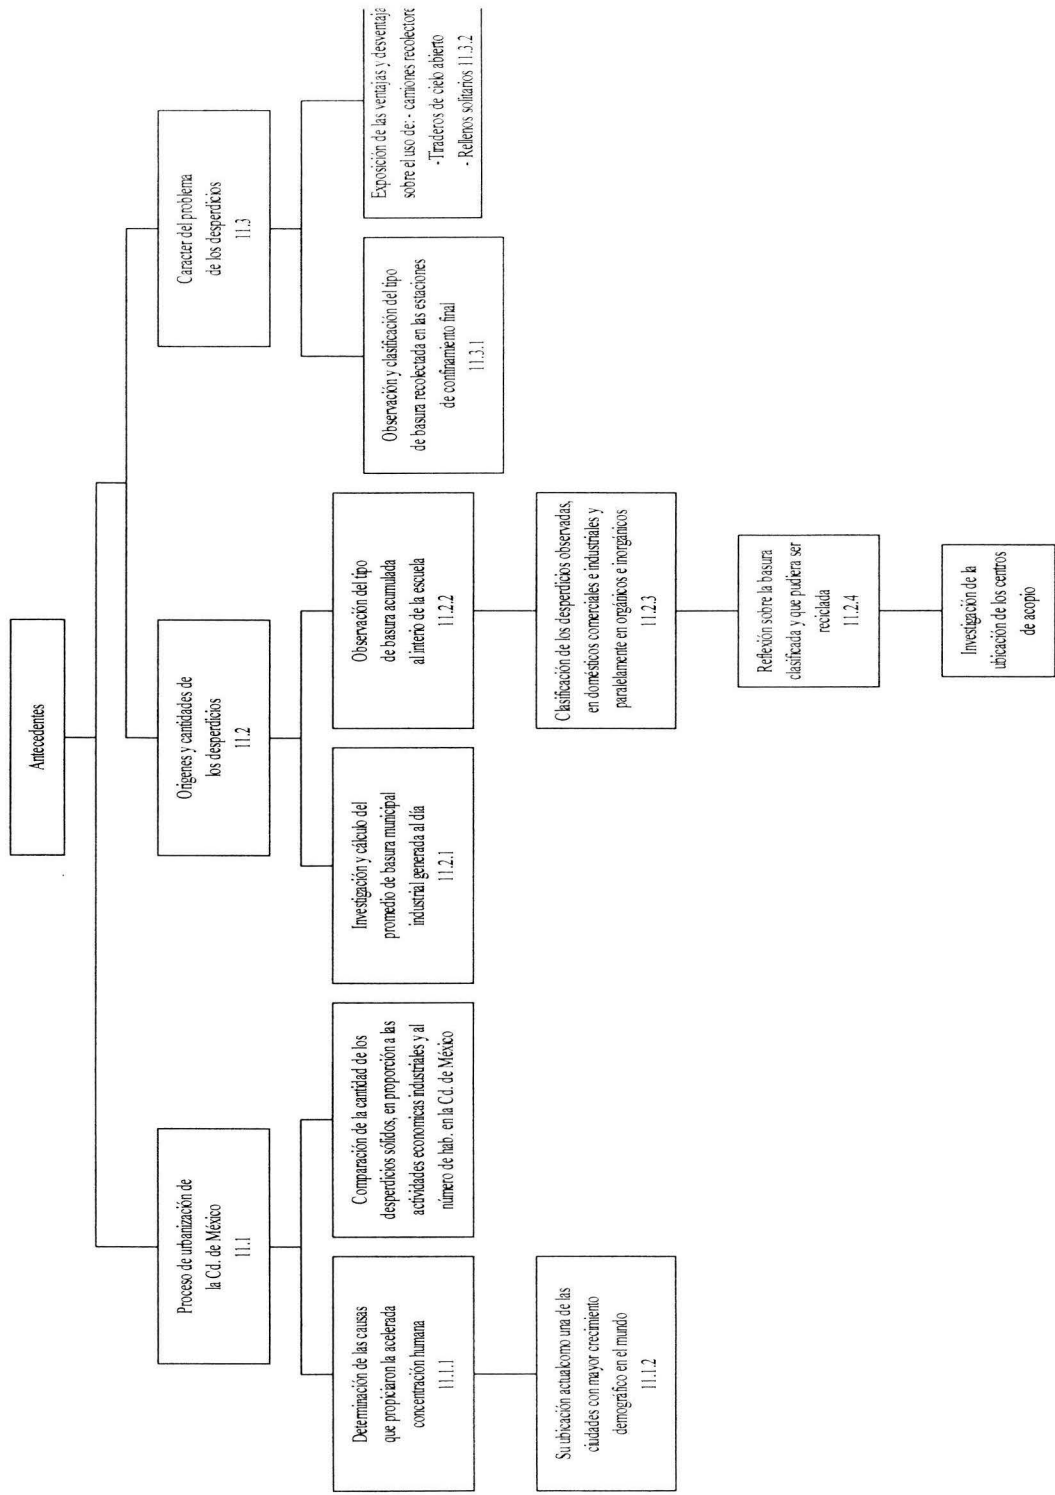 Antecedentes
Proceso de urbanización de
la Cd. de México
11.1
Origenes y cantidades de
los desperdicios
11.2
Caracter del problema
de los desperdicios
11.3
Determinación de las causas
que propiciaron la acelerada
concentración humana
11.1.1
Comparación de la cantidad de los
desperdicios sólidos, en proporción a las
actividades economicas industriales y al
número de hab. en la Cd. de México
Investigación y cálculo del
promedio de basura municipal
industrial generada al día
11.2.1
Observación del tipo
de basura acumulada
al interio de la escuela
11.2.2
Observación y clasificación del tipo
de basura recolectada en las estaciones
de confinamiento final
11.3.1
Exposición de las ventajas y desventaja
sobre el uso de: - camiones recolectore
-Tiraderos de cielo abierto
- Rellenos solitarios 11.3.2
Su ubicación actualcomo una de las
ciudades con mayor crecimiento
demográfico en el mundo
11.1.2
Clasificación de los desperdicios observadas,
en domésticos comerciales e industriales y
paralelamente en orgánicos e inorgánicos
11.2.3
Reflexión sobre la basura
clasificada y que pudiera ser
reciclada
11.2.4
Investigación de la
ubicación de los centros
de acopio